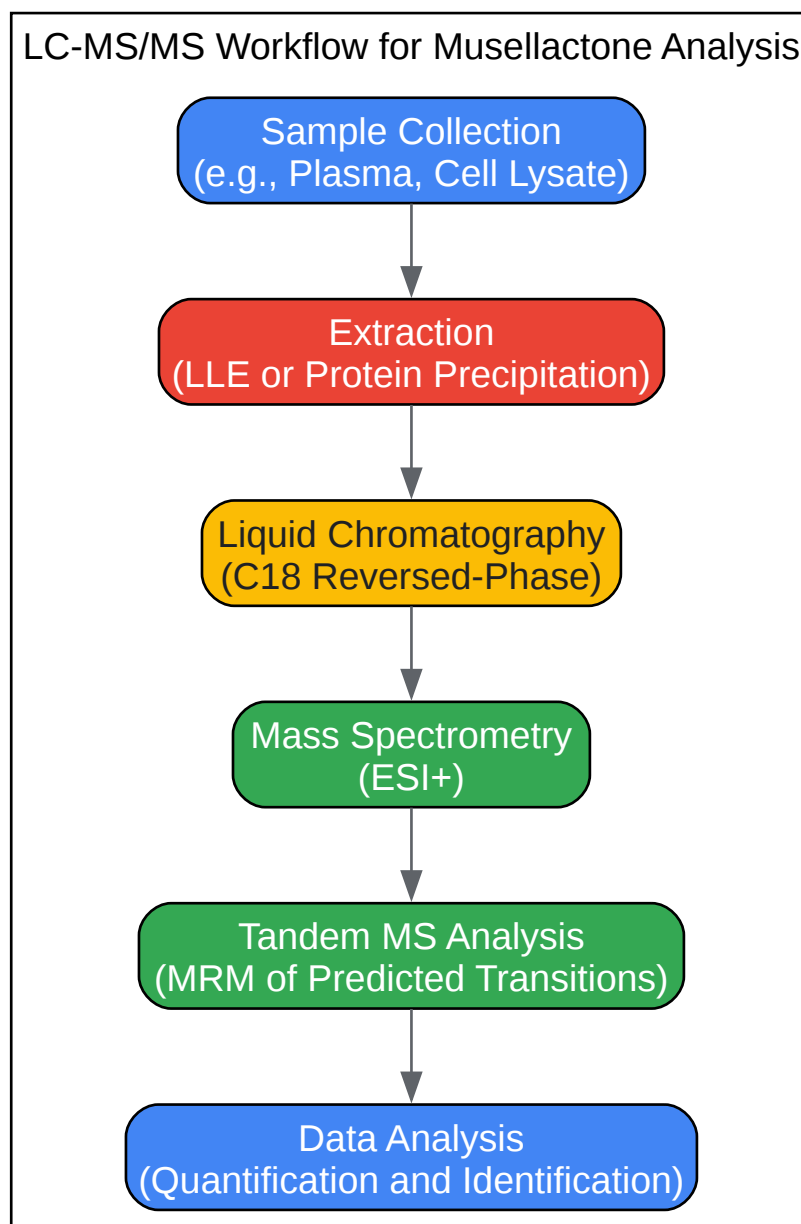 LC-MS/MS Workflow for Musellactone Analysis
Sample Collection
(e.g., Plasma, Cell Lysate)
Extraction
(LLE or Protein Precipitation)
Liquid Chromatography
(C18 Reversed-Phase)
Mass Spectrometry
(ESI+)
Tandem MS Analysis
(MRM of Predicted Transitions)
Data Analysis
(Quantification and Identification)